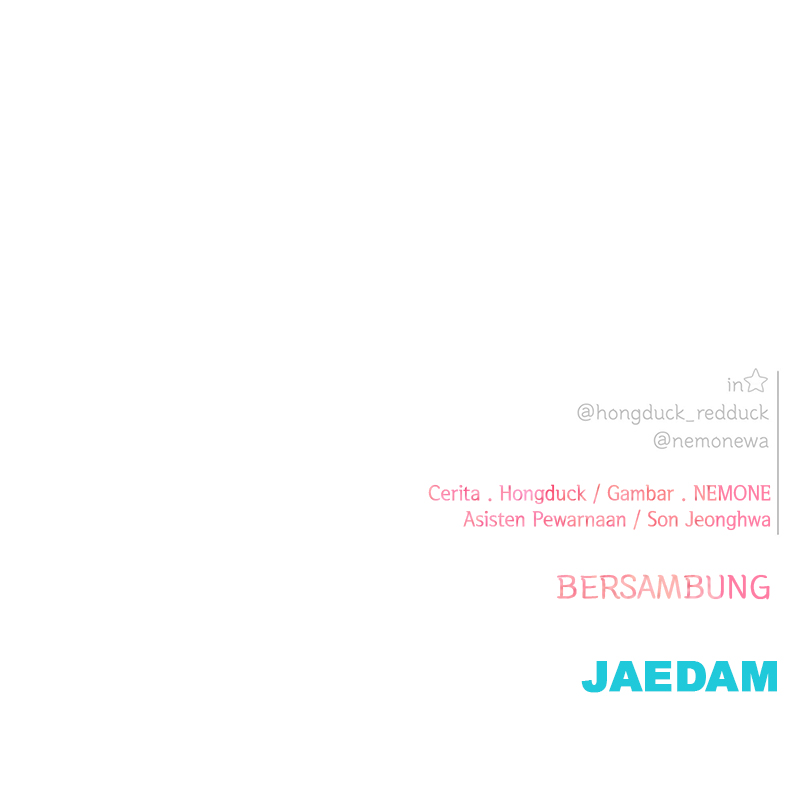 in☆
@hongduck_redduck
@nemonewa
Cerita . Hongduck / Gambar . NEMONE
Asisten Pewarnaan / Son Jeonghwa
BERSAMBUNG
JAEDAM